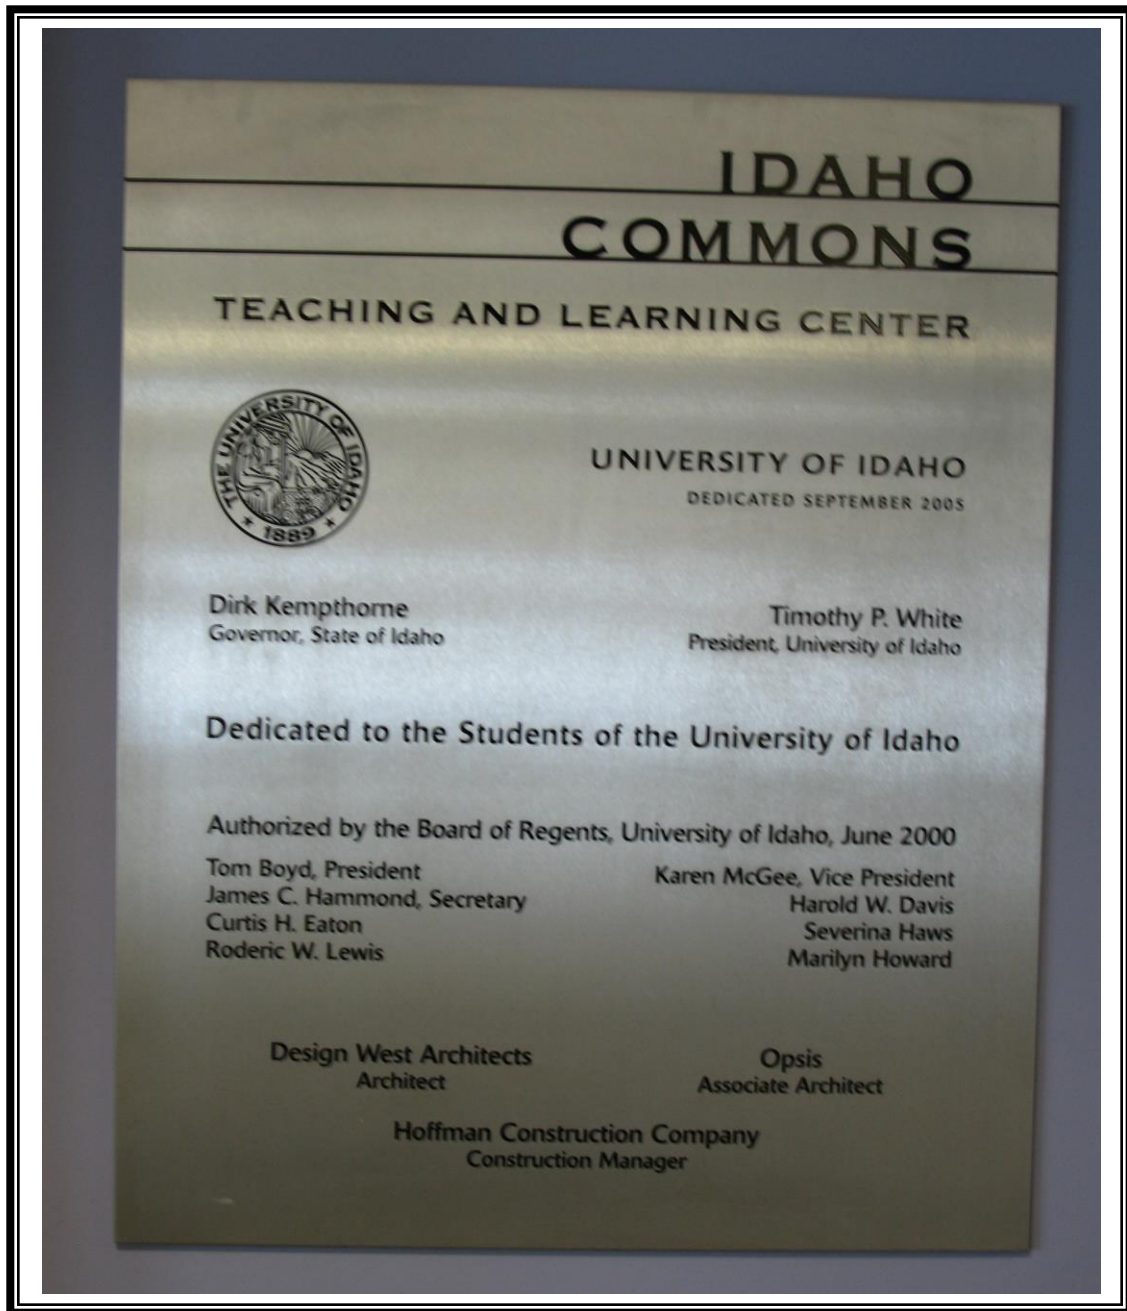 IDAHO
COMMONS
TEACHING AND LEARNING CENTER
THE UNIVERSITY OF IDAHO
★ 1889 ★
UNIVERSITY OF IDAHO
DEDICATED SEPTEMBER 2005
Dirk Kempthorne
Governor, State of Idaho
Timothy P. White
President, University of Idaho
Dedicated to the Students of the University of Idaho
Authorized by the Board of Regents, University of Idaho, June 2000
Tom Boyd, President
James C. Hammond, Secretary
Curtis H. Eaton
Roderic W. Lewis
Karen McGee, Vice President
Harold W. Davis
Severina Haws
Marilyn Howard
Design West Architects
Architect
Opsis
Associate Architect
Hoffman Construction Company
Construction Manager